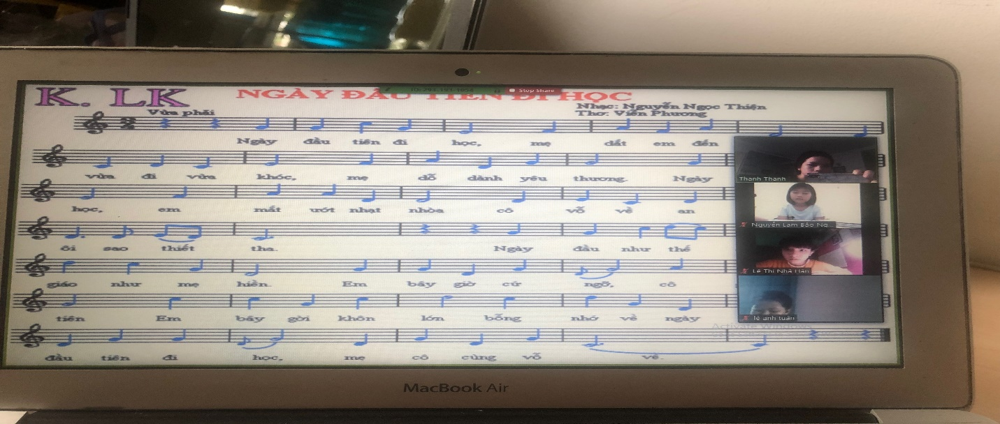 K. LK
NGÀY ĐẦU TIÊN ĐI HỌC
Stop Share
Vừa phải
Nhạc: Nguyễn Ngọc Thiện
Thơ: Viễn Phương
Ngày đầu tiên đi học, mẹ dắt em đến
vừa đi vừa khóc, mẹ dỗ dành yêu thương. Ngày
học, em mắt ướt nhạt nhòa cô vỗ về an
ôi sao thiết tha. Ngày đầu như thế
giáo như mẹ hiền. Em bây giờ cứ ngỡ, cô
tiên Em bây gời khôn lớn bỗng nhớ về ngày
đầu tiên đi học, mẹ cô cùng vỗ về.
Thanh Thanh
Nguyễn Lam Bảo Ng...
Lê Thị Nhã Hân
lê anh tuấn
Activate Windows
MacBook Air